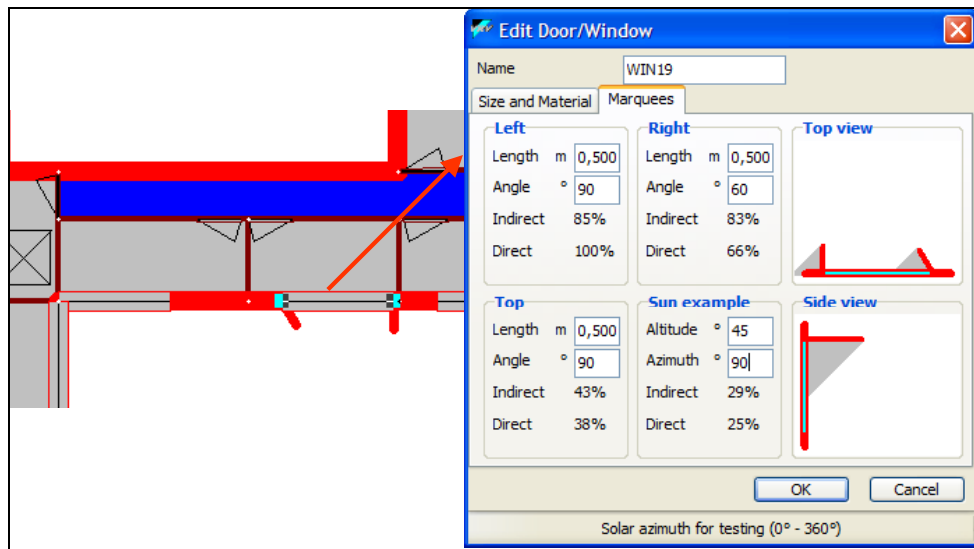 Edit Door/Window
Name WIN19
Size and Material Marquees
Left
Length m 0,500
Angle ° 90
Indirect 85%
Direct 100%
Right
Length m 0,500
Angle ° 60
Indirect 83%
Direct 66%
Top view
Top
Length m 0,500
Angle ° 90
Indirect 43%
Direct 38%
Sun example
Altitude ° 45
Azimuth ° 90
Indirect 29%
Direct 25%
Side view
OK Cancel
Solar azimuth for testing (0° - 360°)